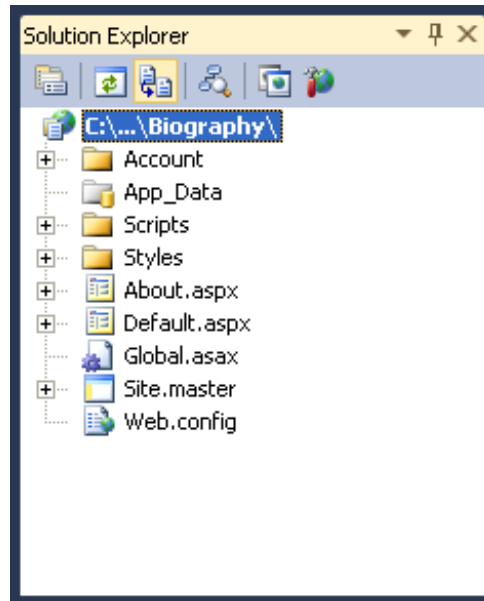 Solution Explorer
C:\...\Biography\
Account
App_Data
Scripts
Styles
About.aspx
Default.aspx
Global.asax
Site.master
Web.config